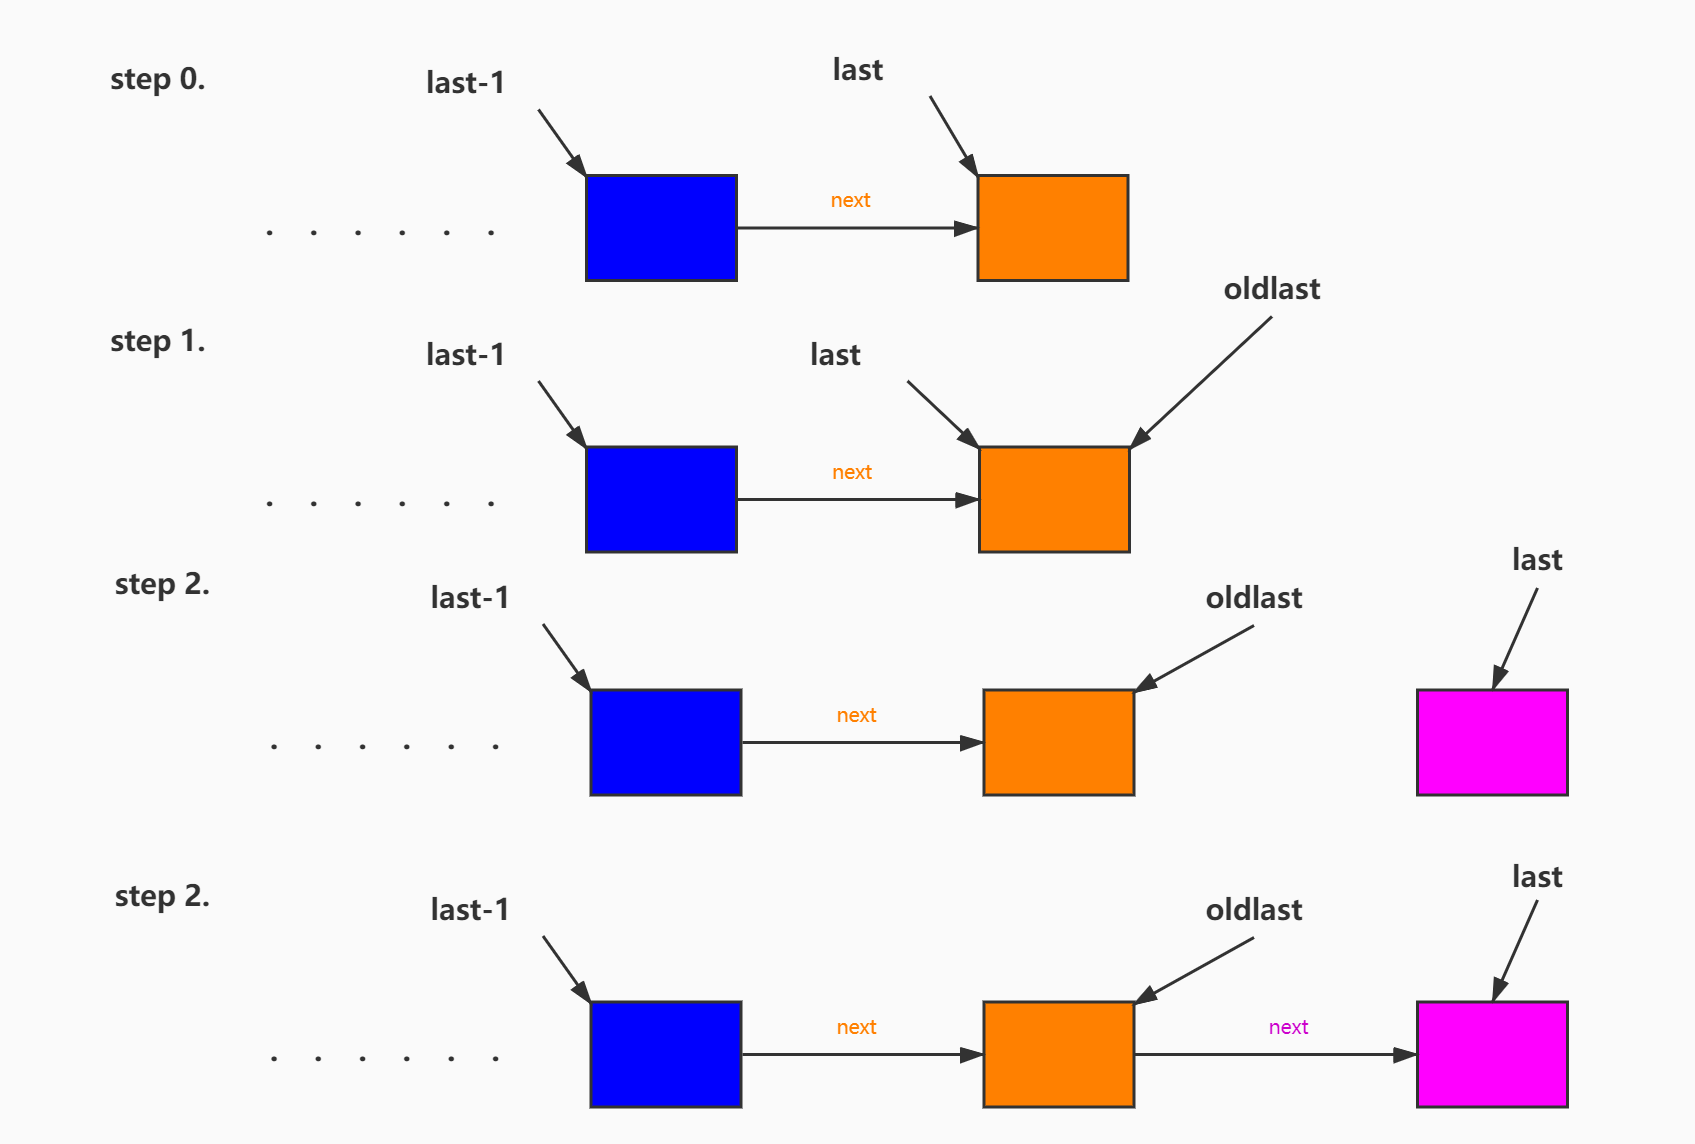 step 0.
last-1
last
next
. . . . . .
oldlast
step 1.
last-1
last
next
. . . . . .
last
step 2.
last-1
oldlast
next
. . . . . .
last
step 2.
last-1
oldlast
next
next
. . . . . .